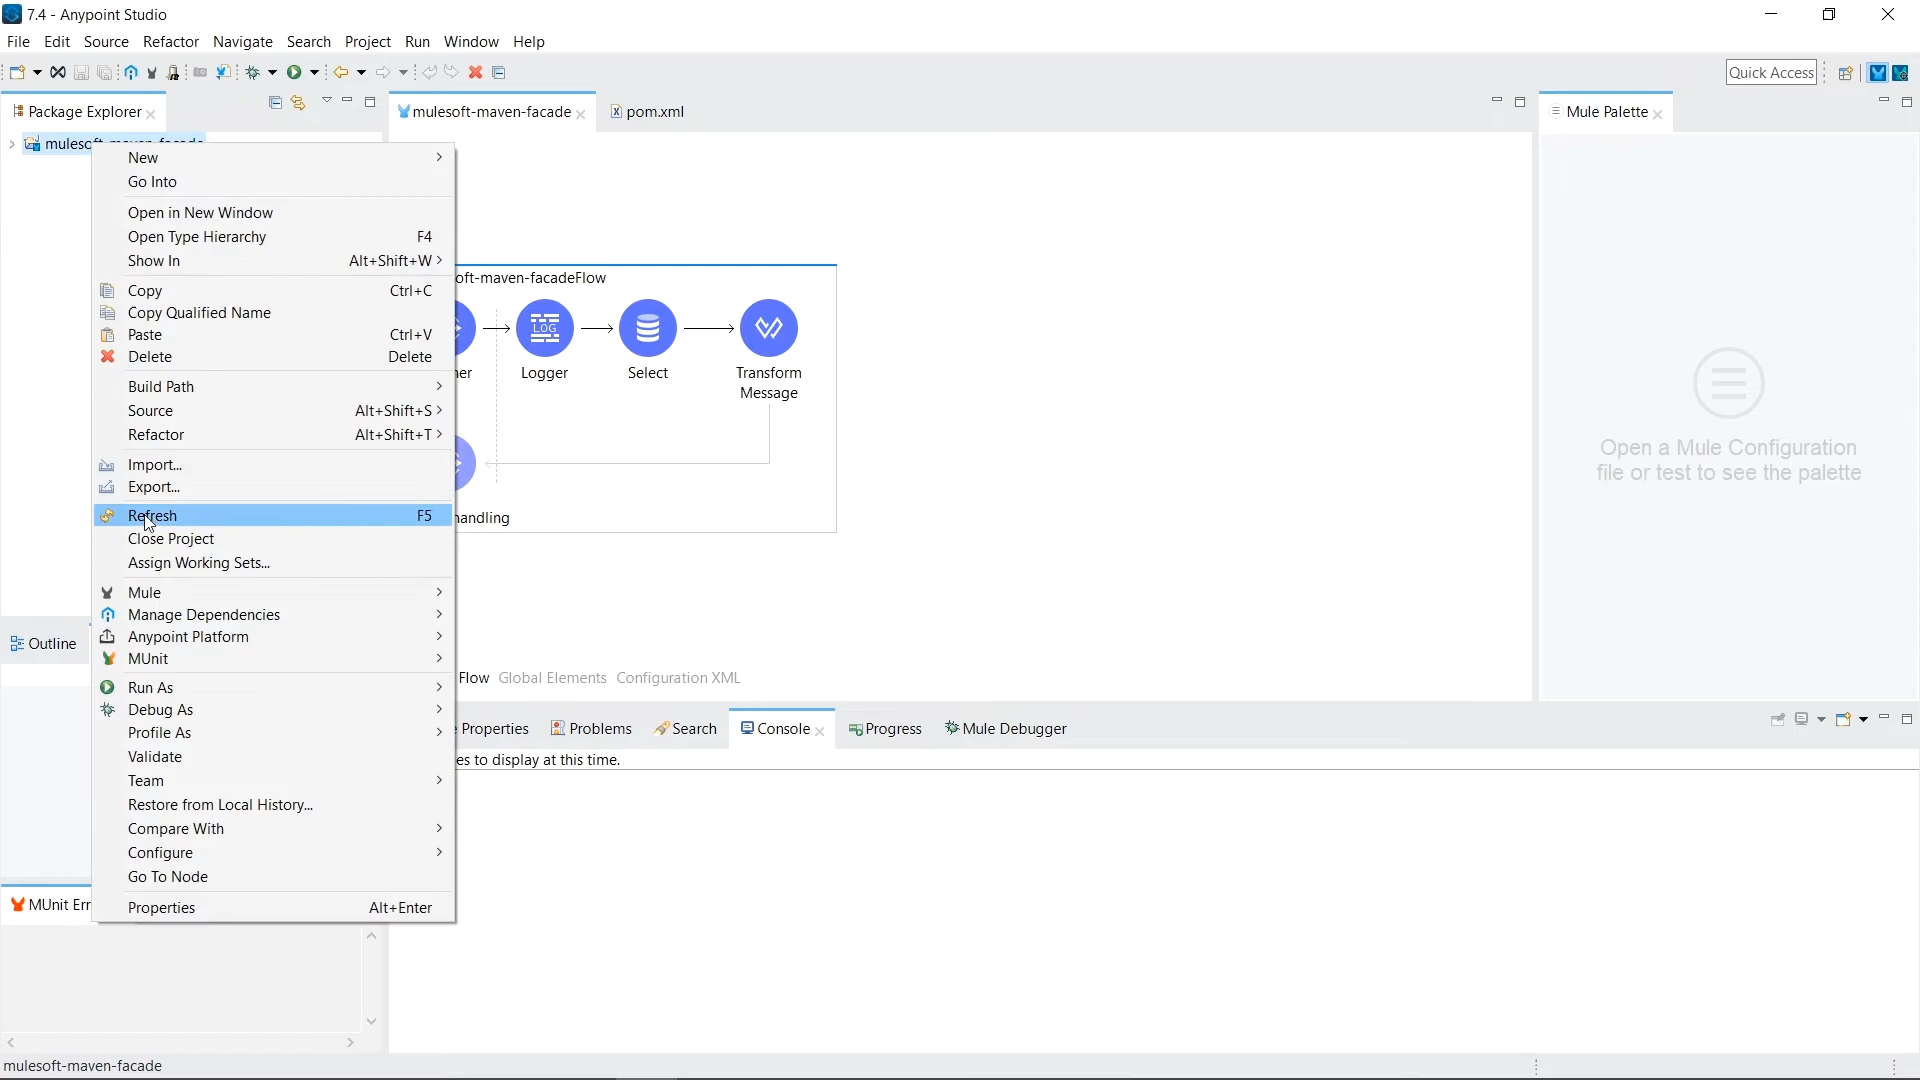 7.4 - Anypoint Studio
File Edit Source Refactor Navigate Search Project Run Window Help
Quick Access
Package Explorer
mulesoft-maven-facade
pom.xml
Mule Palette
New
Go Into
Open in New Window
Open Type Hierarchy F4
Show In Alt+Shift+W
Copy Ctrl+C
Copy Qualified Name
Paste Ctrl+V
Delete Delete
Build Path
Source Alt+Shift+S
Refactor Alt+Shift+T
Import...
Export...
Refresh F5
Close Project
Assign Working Sets...
Mule
Manage Dependencies
Anypoint Platform
MUnit
Run As
Debug As
Profile As
Validate
Team
Restore from Local History...
Compare With
Configure
Go To Node
Properties Alt+Enter
oft-maven-facadeFlow
ner
LOG
Logger
Select
Transform
Message
handling
Open a Mule Configuration
file or test to see the palette
Outline
Flow Global Elements Configuration XML
Properties
Problems
Search
Console
Progress
Mule Debugger
es to display at this time.
MUnit Err
mulesoft-maven-facade